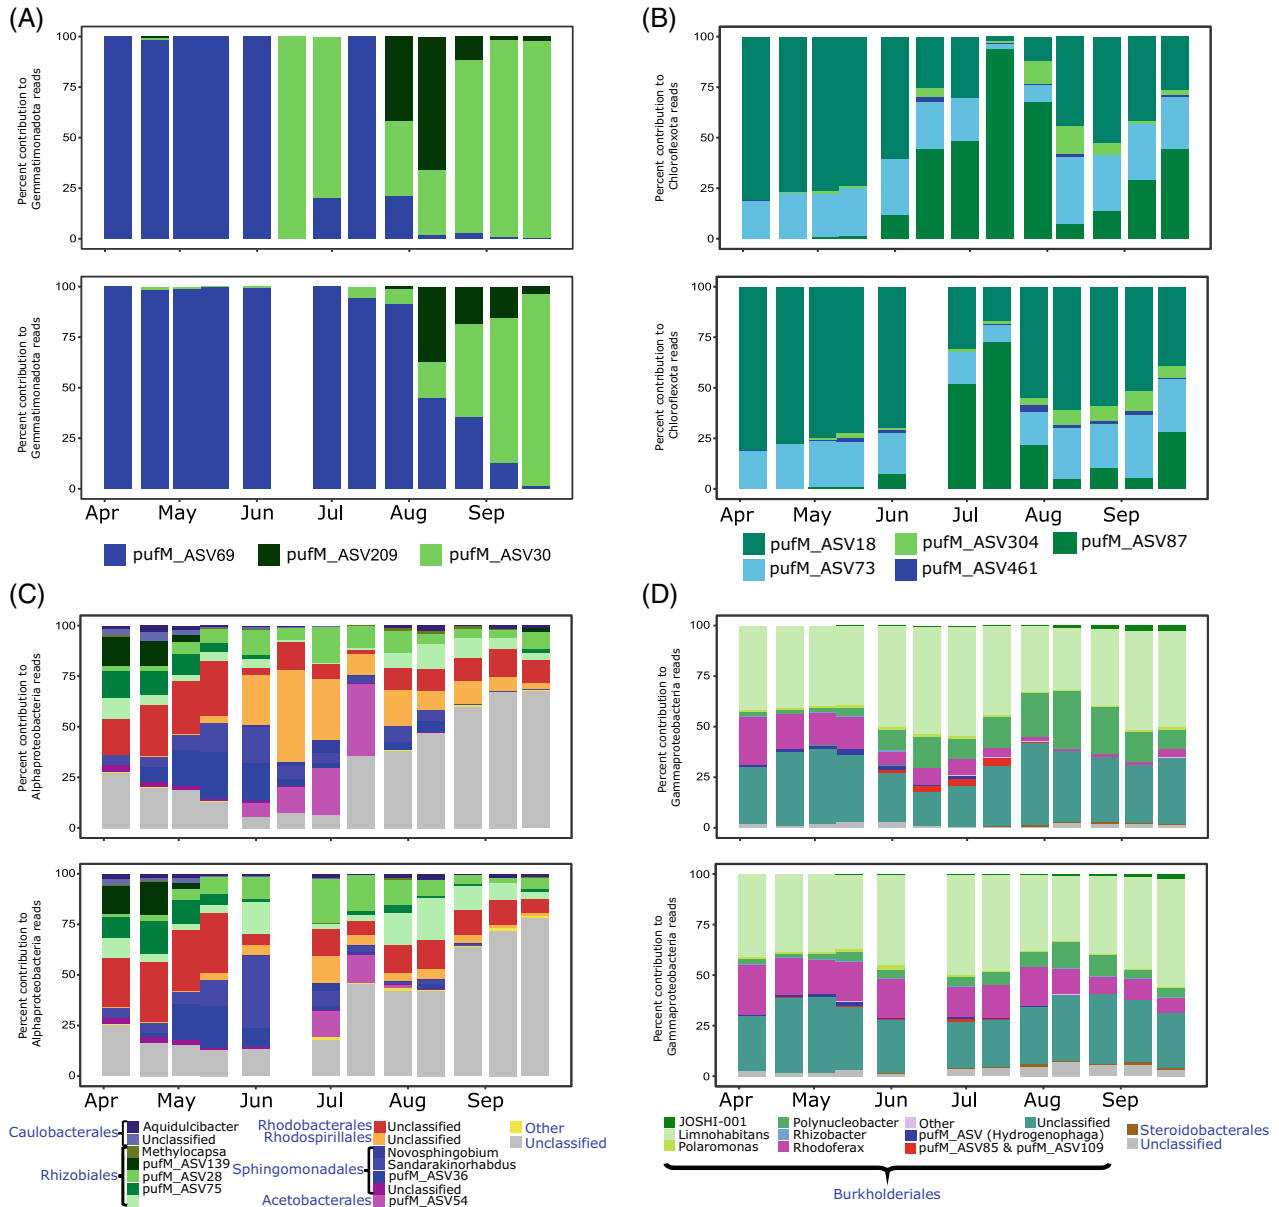 (A)
Percent contribution to
Gemmatimonadota reads
100
75
50
25
0
Percent contribution to
Gemmatimonadota reads
100
75
50
25
0
Apr May Jun Jul Aug Sep
pufM_ASV69 pufM_ASV209 pufM_ASV30
(B)
Percent contribution to
Chloroflexota reads
100
75
50
25
0
Percent contribution to
Chloroflexota reads
100
75
50
25
0
Apr May Jun Jul Aug Sep
pufM_ASV18 pufM_ASV304 pufM_ASV87
pufM_ASV73 pufM_ASV461
(C)
Percent contribution to
Alphaproteobacteria reads
100
75
50
25
0
Percent contribution to
Alphaproteobacteria reads
100
75
50
25
0
Apr May Jun Jul Aug Sep
Caulobacterales
Aquidulcibacter
Unclassified
Rhizobiales
Methylocapsa
pufM_ASV139
pufM_ASV28
pufM_ASV75
Rhodobacterales Unclassified
Rhodospirillales Unclassified
Sphingomonadales
Novosphingobium
Sandarakinorhabdus
pufM_ASV36
Unclassified
Acetobacterales pufM_ASV54
Other
Unclassified
(D)
Percent contribution to
Gammaproteobacteria reads
100
75
50
25
0
Percent contribution to
Gammaproteobacteria reads
100
75
50
25
0
Apr May Jun Jul Aug Sep
JOSHI-001 Polynucleobacter Other Unclassified
Limnohabitans Rhizobacter pufM_ASV (Hydrogenophaga)
Polaromonas Rhodoferax pufM_ASV85 & pufM_ASV109
Steroidobacterales
Unclassified
Burkholderiales